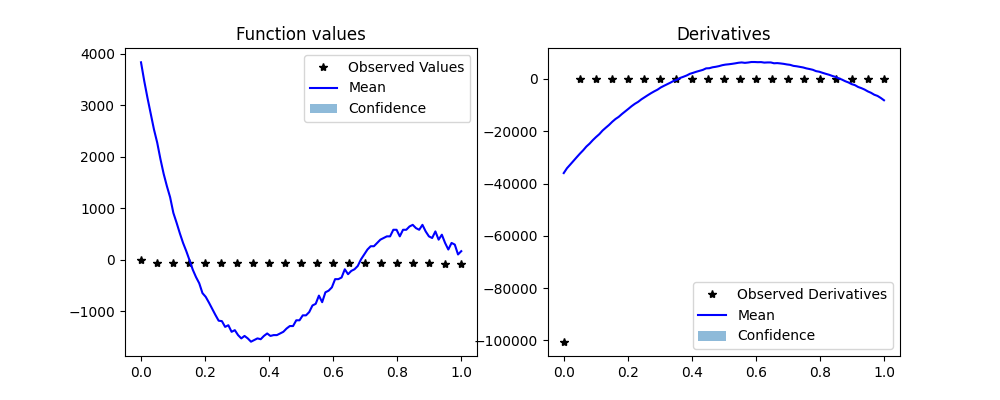 Function values
4000
3000
2000
1000
0
−1000
0.0 0.2 0.4 0.6 0.8 1.0
Observed Values
Mean
Confidence
Derivatives
0
−20000
−40000
−60000
−80000
−100000
0.0 0.2 0.4 0.6 0.8 1.0
Observed Derivatives
Mean
Confidence